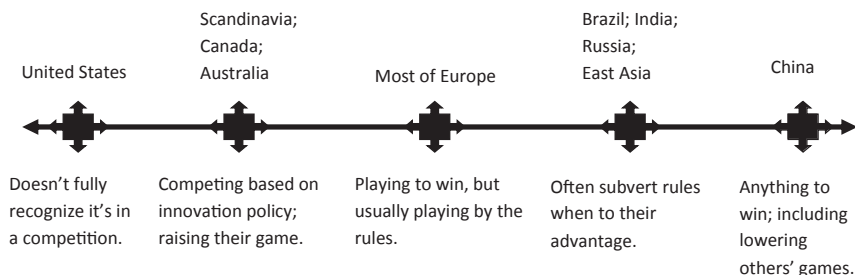 United States
Scandinavia;
Canada;
Australia
Most of Europe
Brazil; India;
Russia;
East Asia
China
Doesn’t fully
recognize it’s in
a competition.
Competing based on
innovation policy;
raising their game.
Playing to win, but
usually playing by the
rules.
Often subvert rules
when to their
advantage.
Anything to
win; including
lowering
others’ games.